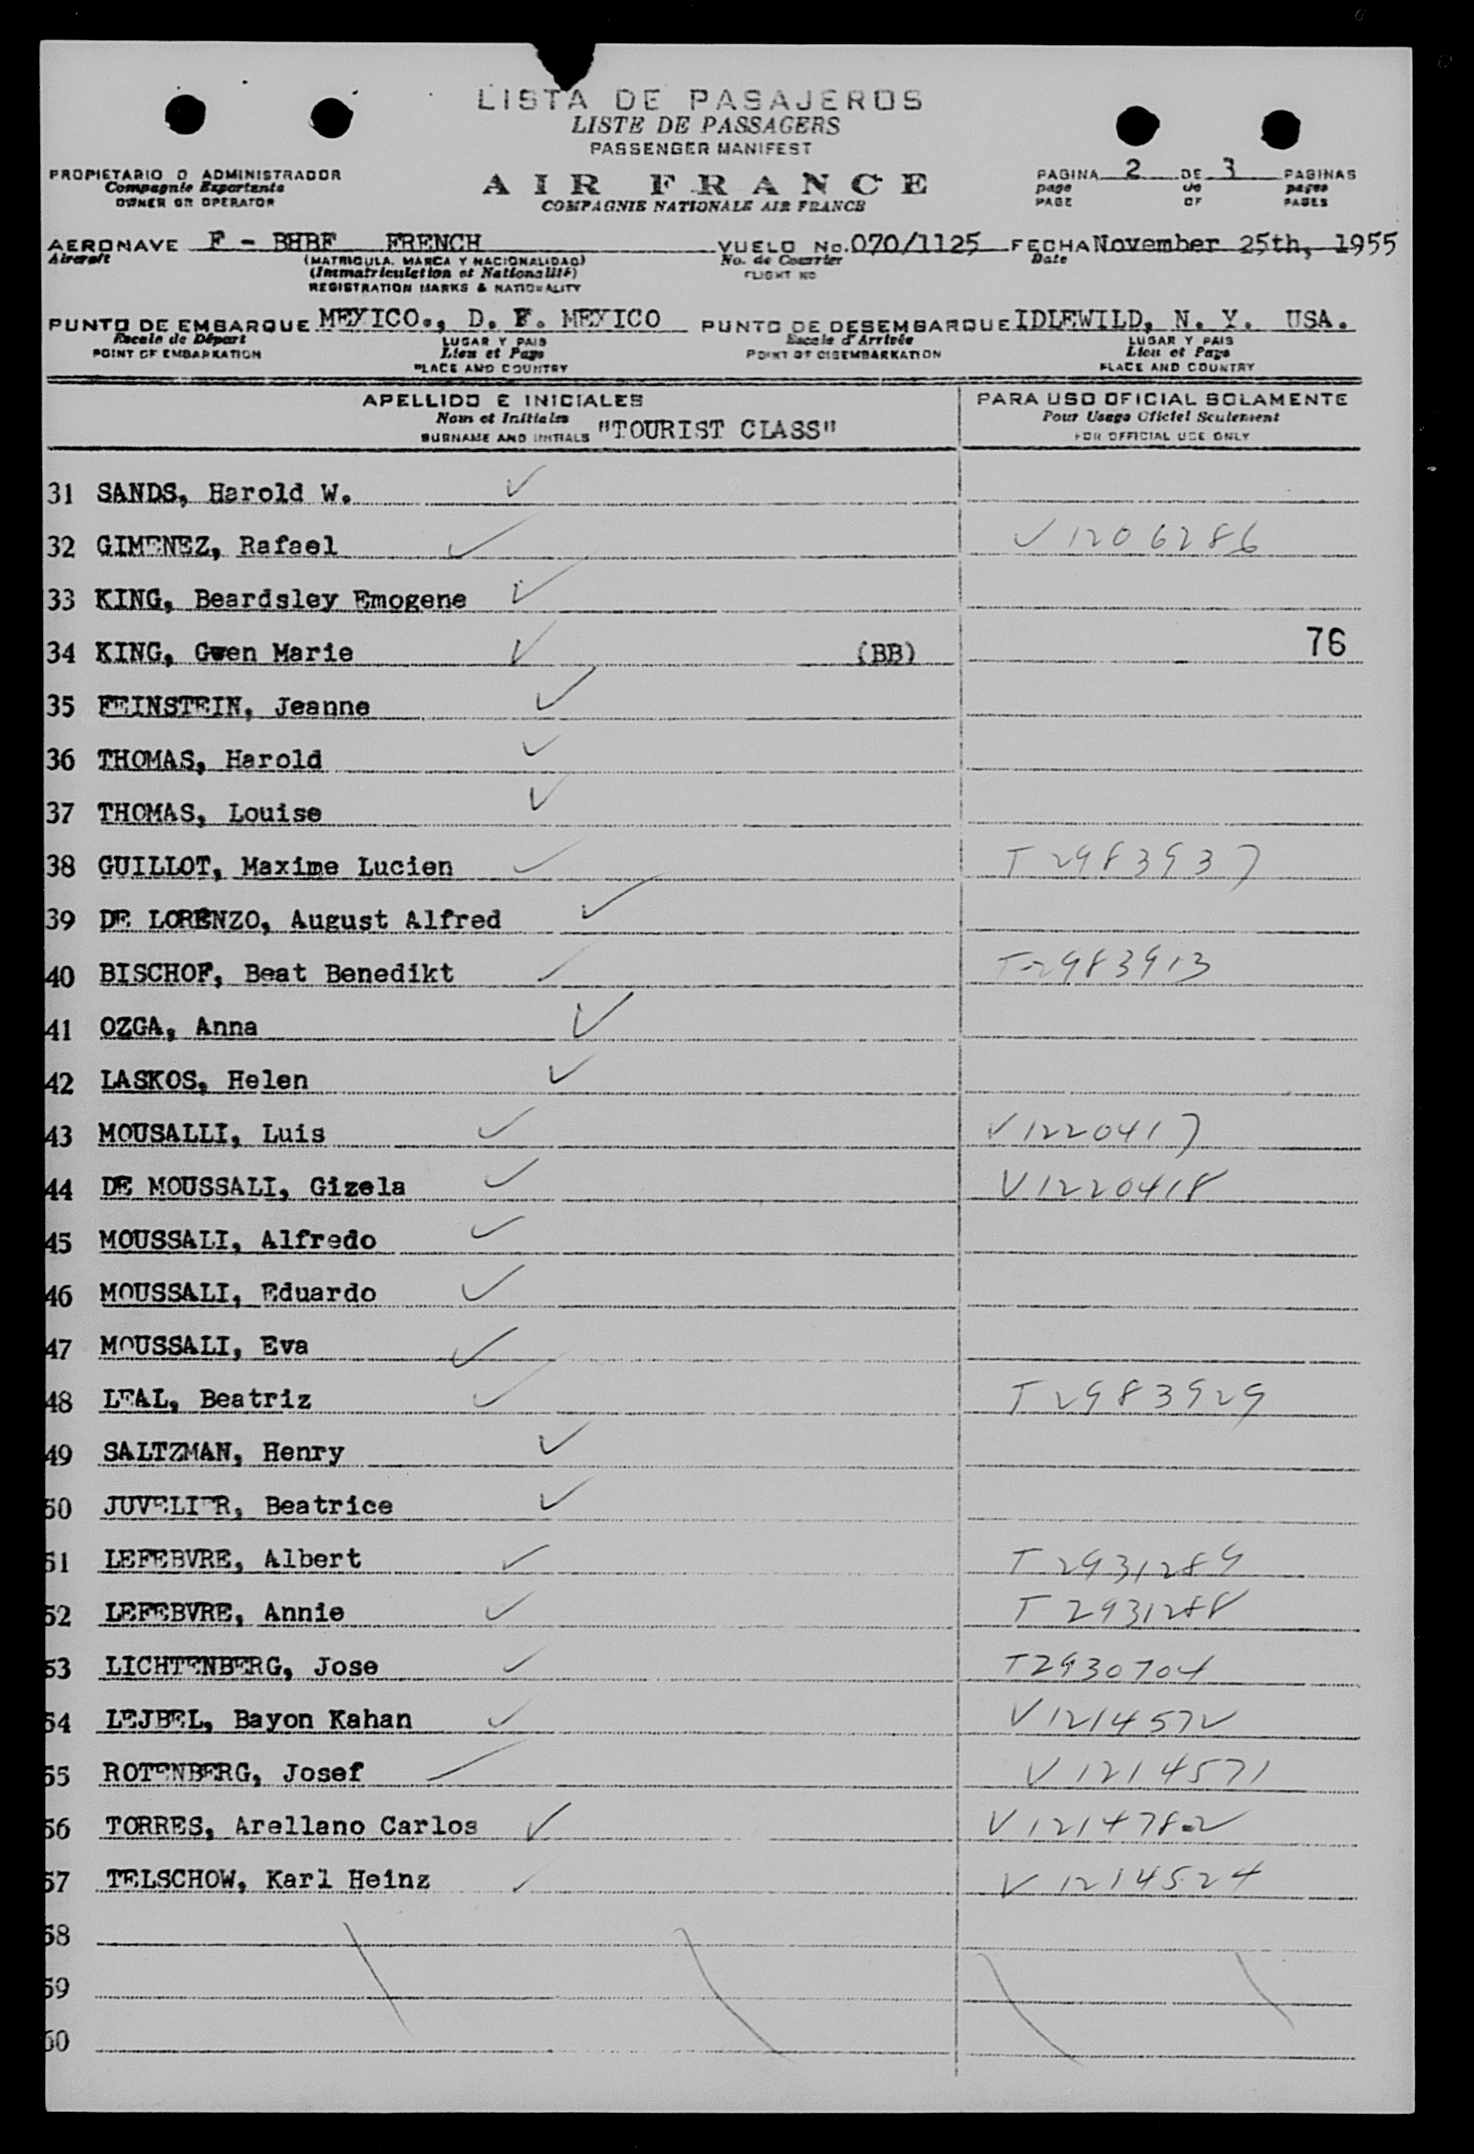 LISTA DE PASAJEROS
LISTE DE PASSAGERS
PASSENGER MANIFEST
PROPIETARIO O ADMINISTRADOR
Compagnie Exportante
OWNER OR OPERATOR
AIR FRANCE
COMPAGNIE NATIONALE AIR FRANCE
PAGINA 2 DE 3 PAGINAS
page de pages
PAGE OF PAGES
AERONAVE F - BHBF FRENCH VUELO No. 070/1125 FECHA November 25th, 1955
Aircraft (MATRICULA, MARCA Y NACIONALIDAD) No. de Courrier Date
(Immatriculation et Nationalité) FLIGHT NO
REGISTRATION MARKS & NATIONALITY
PUNTO DE EMBARQUE MEXICO., D. F. MEXICO PUNTO DE DESEMBARQUE IDLEWILD, N. Y. USA.
Escale de Départ LUGAR Y PAIS Escale d'Arrivée LUGAR Y PAIS
POINT OF EMBARKATION Lieu et Pays POINT OF DISEMBARKATION Lieu et Pays
PLACE AND COUNTRY PLACE AND COUNTRY
APELLIDO E INICIALES PARA USO OFICIAL SOLAMENTE
Nom et Initiales Pour Usage Officiel Seulement
SURNAME AND INITIALS "TOURIST CLASS" FOR OFFICIAL USE ONLY
31 SANDS, Harold W.
32 GIMENEZ, Rafael V1206286
33 KING, Beardsley Emogene
34 KING, Gwen Marie (BB) 76
35 FEINSTEIN, Jeanne
36 THOMAS, Harold
37 THOMAS, Louise
38 GUILLOT, Maxime Lucien T2983937
39 DE LORENZO, August Alfred
40 BISCHOF, Beat Benedikt T2983913
41 OZGA, Anna
42 LASKOS, Helen
43 MOUSALLI, Luis V1220417
44 DE MOUSSALI, Gizela V1220418
45 MOUSSALI, Alfredo
46 MOUSSALI, Eduardo
47 MOUSSALI, Eva
48 LEAL, Beatriz T2983929
49 SALTZMAN, Henry
50 JUVELIER, Beatrice
51 LEFEBVRE, Albert T2931289
52 LEFEBVRE, Annie T2931288
53 LICHTENBERG, Jose T2930704
54 LEJBEL, Bayon Kahan V1214572
55 ROTENBERG, Josef V1214571
56 TORRES, Arellano Carlos V1214782
57 TELSCHOW, Karl Heinz V1214524
58
59
60